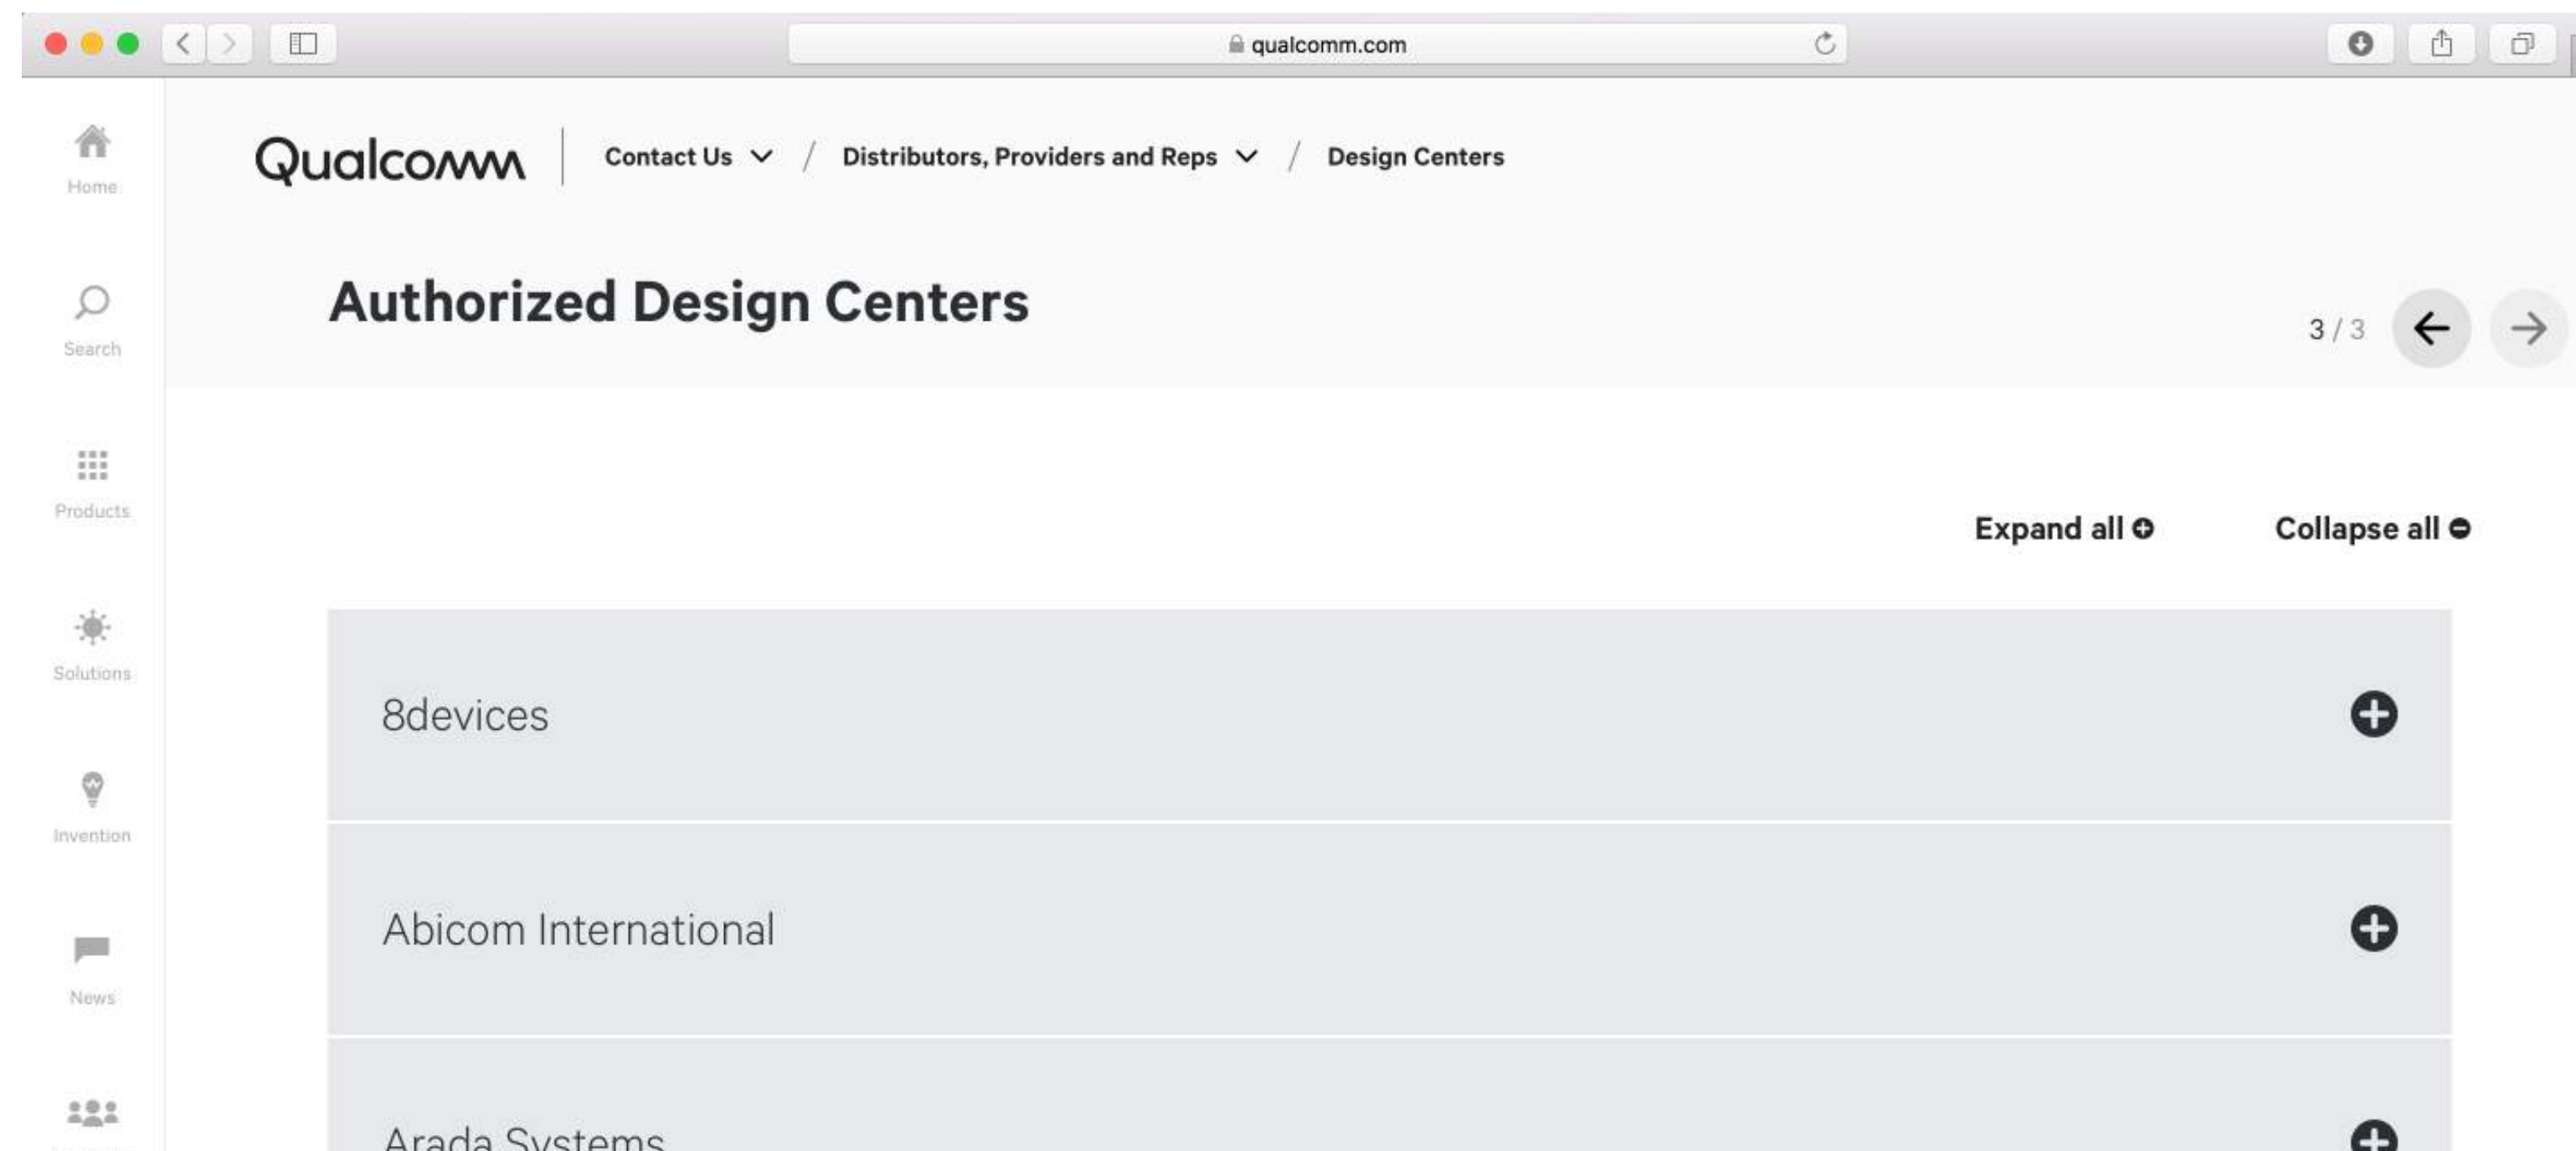 qualcomm.com
Home
Qualcomm
Contact Us / Distributors, Providers and Reps / Design Centers
Authorized Design Centers
3 / 3
Search
Products
Expand all
Collapse all
Solutions
8devices
Invention
Abicom International
News
Arada Systems